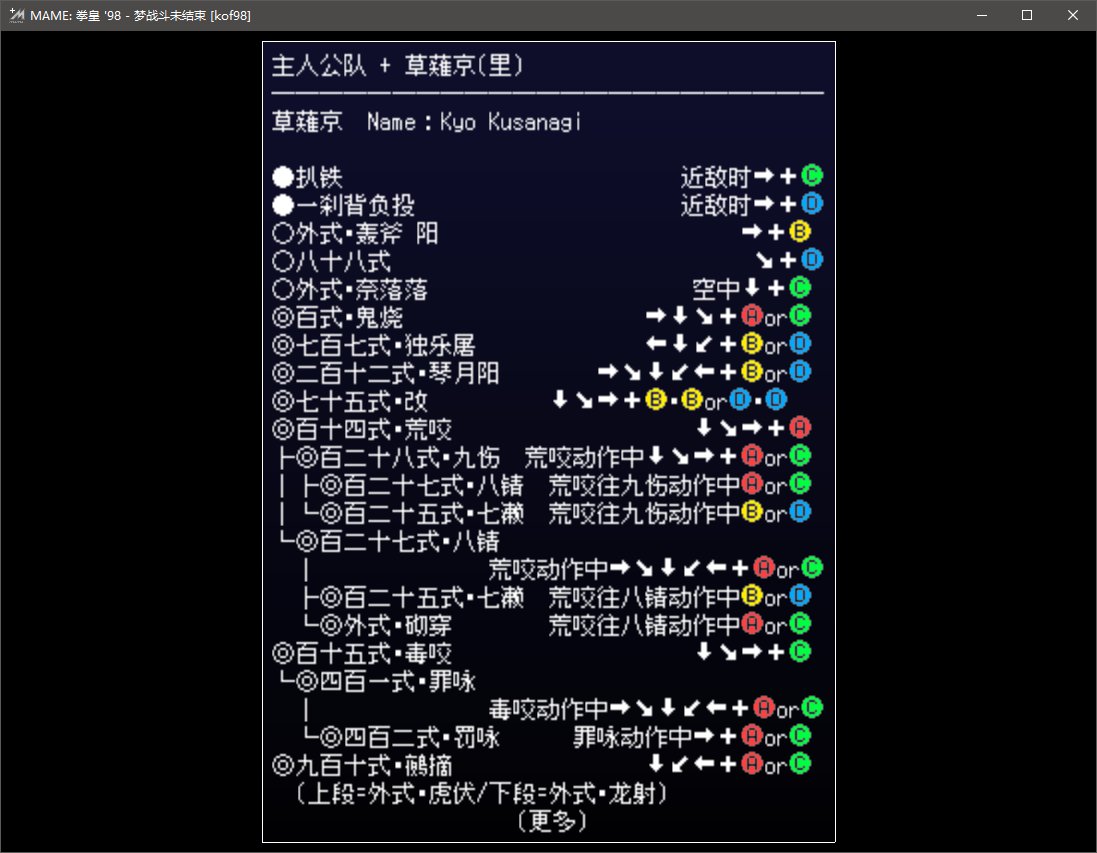 MAME: 拳皇 '98 - 梦战斗未结束 [kof98]
主人公队 + 草薙京(里)
草薙京 Name：Kyo Kusanagi
●扒铁 近敌时→+C
●一刹背负投 近敌时→+D
○外式·轰斧 阳 →+B
○八十八式 ↘+D
○外式·奈落落 空中↓+C
◎百式·鬼烧 →↓↘+AorC
◎七百七式·独乐屠 ←↓↙+BorD
◎二百十二式·琴月阳 →↘↓↙←+BorD
◎七十五式·改 ↓↘→+B·BorD·D
◎百十四式·荒咬 ↓↘→+A
├◎百二十八式·九伤 荒咬动作中↓↘→+AorC
│├◎百二十七式·八锖 荒咬往九伤动作中AorC
│└◎百二十五式·七濑 荒咬往九伤动作中BorD
└◎百二十七式·八锖
│ 荒咬动作中→↘↓↙←+AorC
├◎百二十五式·七濑 荒咬往八锖动作中BorD
└◎外式·砌穿 荒咬往八锖动作中AorC
◎百十五式·毒咬 ↓↘→+C
└◎四百一式·罪咏
│ 毒咬动作中→↘↓↙←+AorC
└◎四百二式·罚咏 罪咏动作中→+AorC
◎九百十式·鵺摘 ↓↙←+AorC
(上段=外式·虎伏/下段=外式·龙射)
(更多)